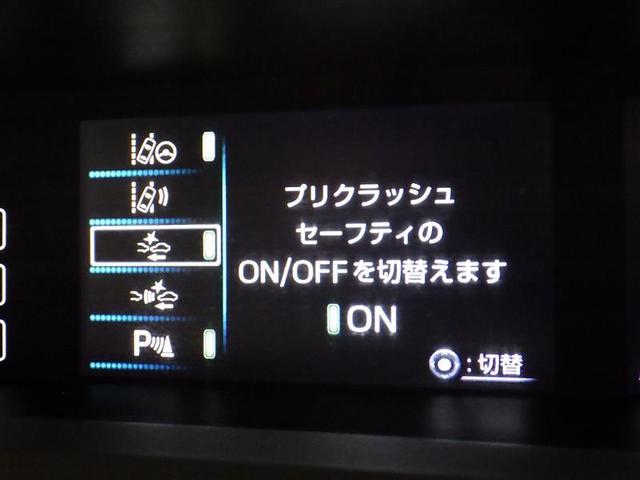 プリクラッシュ
セーフティの
ON/OFFを切替えます
ON
:切替
P